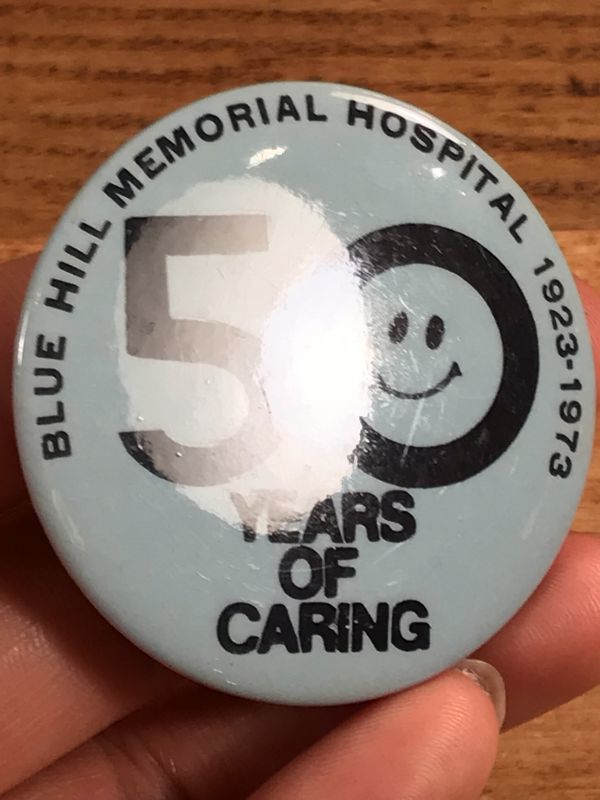 BLUE HILL MEMORIAL HOSPITAL 1923-1973
50
YEARS
OF
CARING